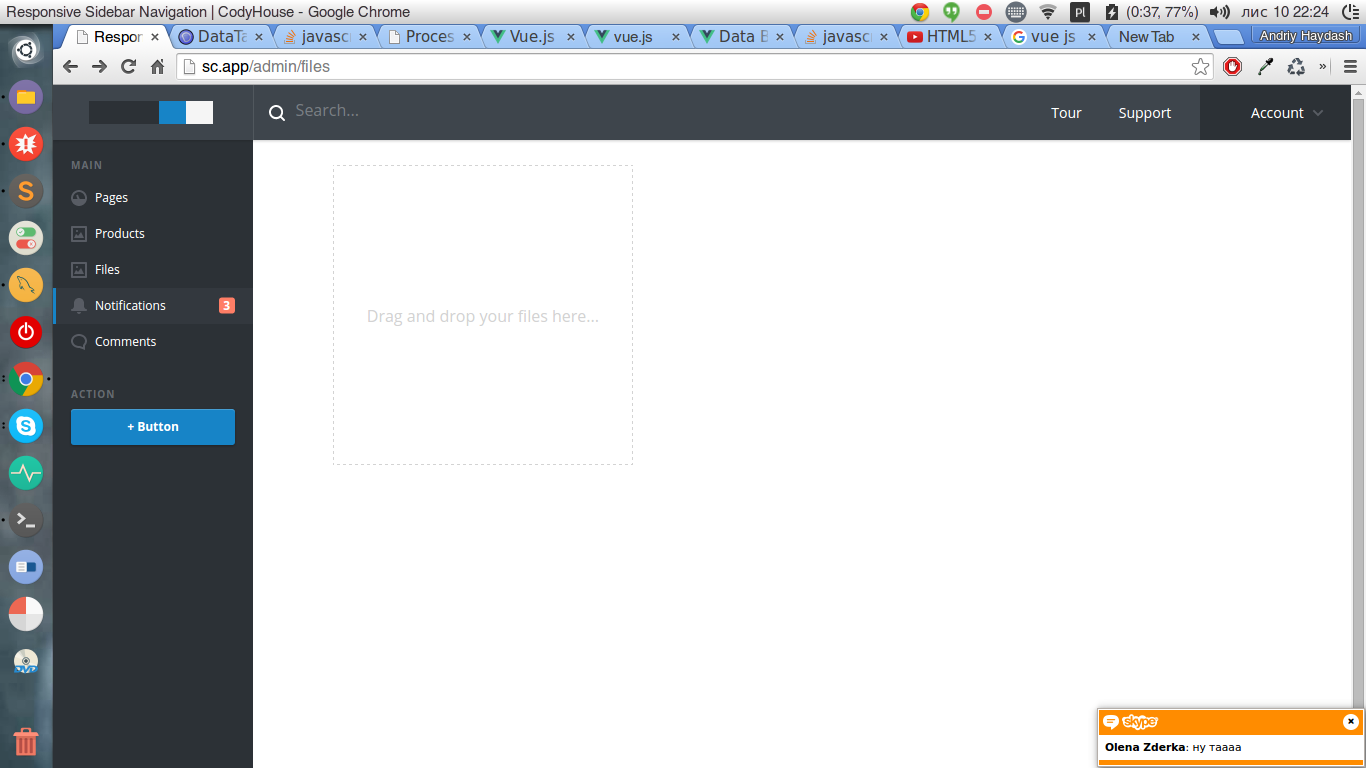 Responsive Sidebar Navigation | CodyHouse - Google Chrome
Pl
(0:37, 77%)
лис 10 22:24
Respor
DataTa
javasc
Proces
Vue.js
vue.js
Data B
javasc
HTML5
vue js
New Tab
Andriy Haydash
sc.app/admin/files
»
Search...
Tour
Support
Account
MAIN
Pages
Products
Files
Notifications
3
Comments
ACTION
+ Button
Drag and drop your files here...
S
DVD
skype
Olena Zderka: ну таааа